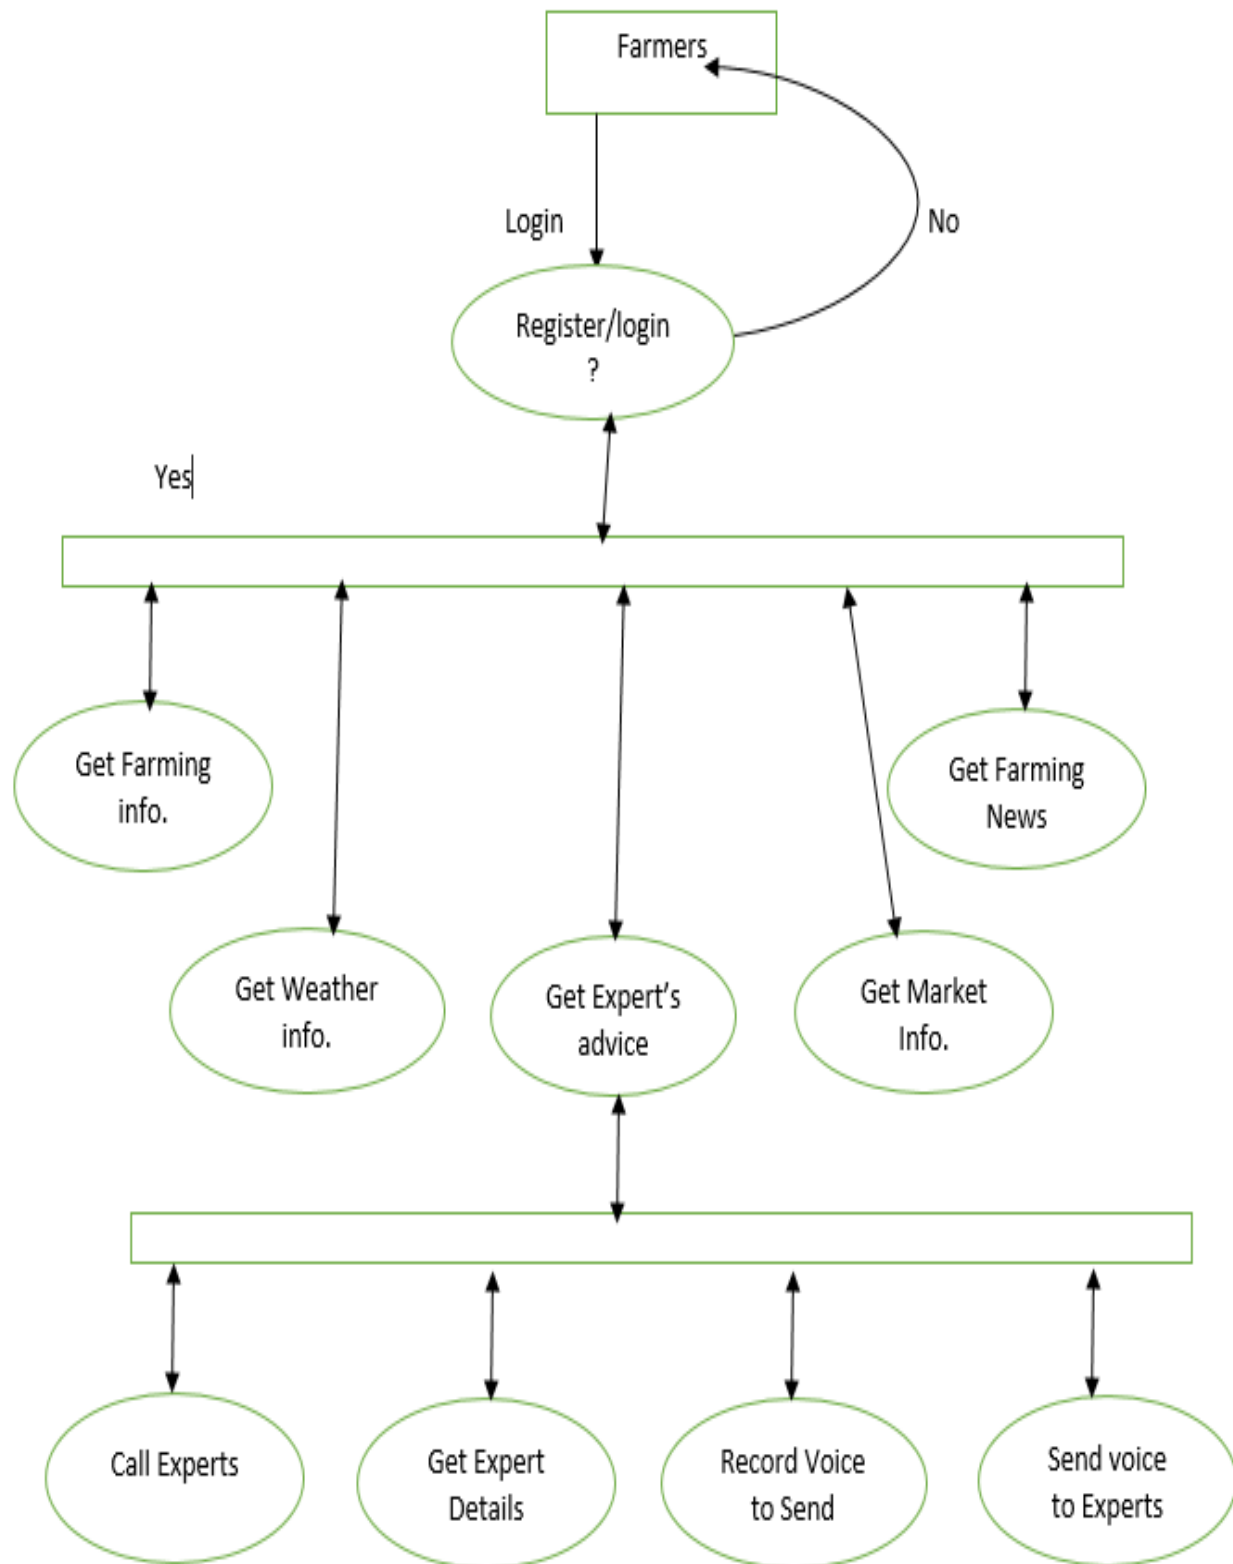 Farmers
Login
No
Register/login
?
Yes
Get Farming
info.
Get Farming
News
Get Weather
info.
Get Expert’s
advice
Get Market
Info.
Call Experts
Get Expert
Details
Record Voice
to Send
Send voice
to Experts